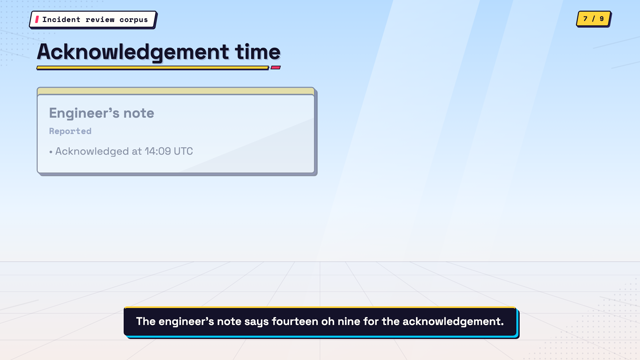 Incident review corpus
7 / 9
Acknowledgement time
Engineer's note
Reported
• Acknowledged at 14:09 UTC
The engineer's note says fourteen oh nine for the acknowledgement.